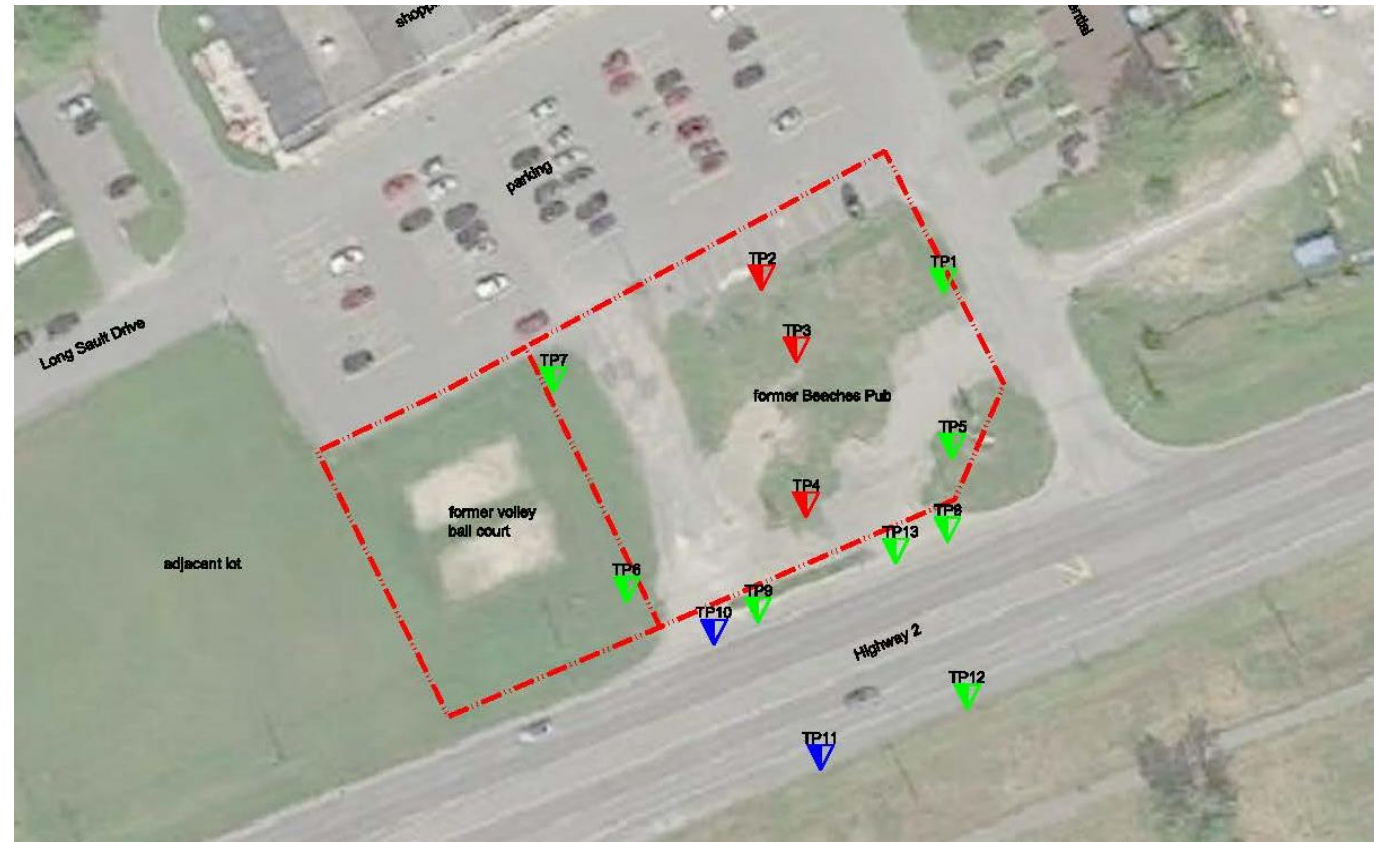 parking
TP2
TP1
Long Sault Drive
TP3
TP7
former Beaches Pub
TP5
TP4
former volley
ball court
TP13
adjacent lot
TP6
TP9
TP10
Highway 2
TP12
TP11